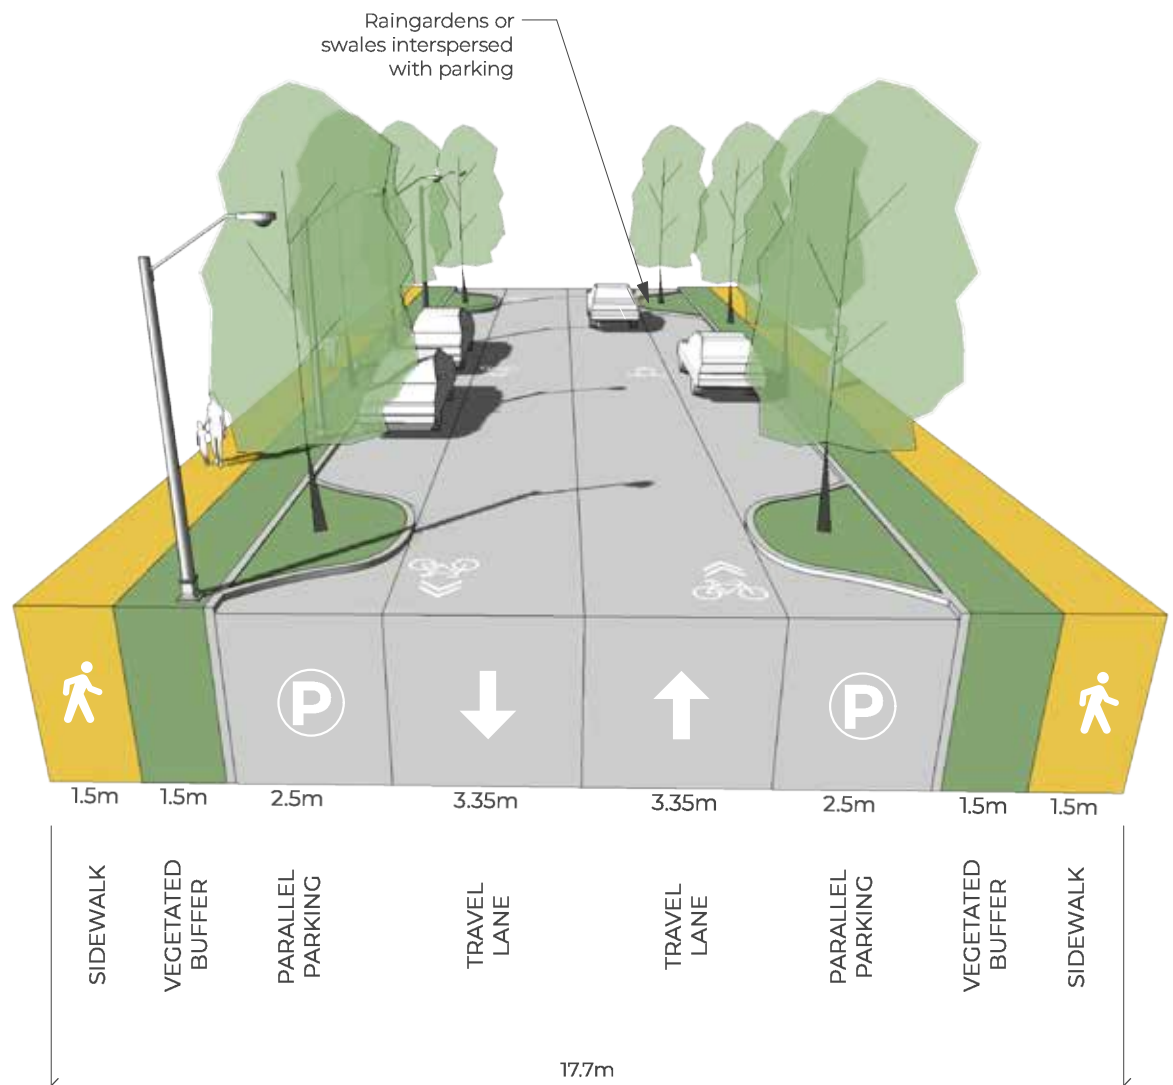 Raingardens or
swales interspersed
with parking
P
P
1.5m
1.5m
2.5m
3.35m
3.35m
2.5m
1.5m
1.5m
SIDEWALK
VEGETATED
BUFFER
PARALLEL
PARKING
TRAVEL
LANE
TRAVEL
LANE
PARALLEL
PARKING
VEGETATED
BUFFER
SIDEWALK
17.7m